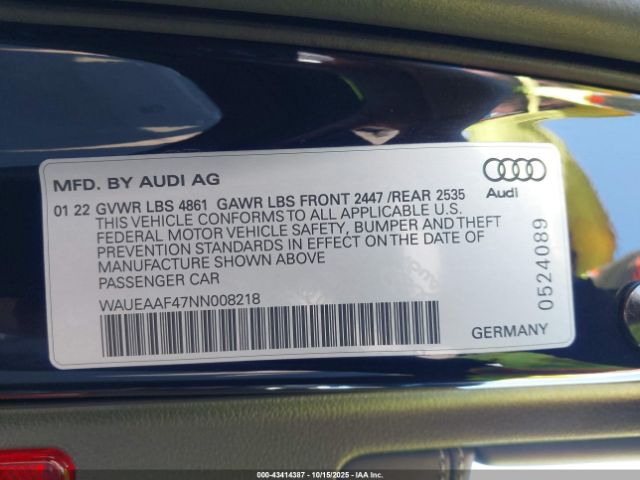 MFD. BY AUDI AG
Audi
01 22 GVWR LBS 4861 GAWR LBS FRONT 2447 /REAR 2535
THIS VEHICLE CONFORMS TO ALL APPLICABLE U.S.
FEDERAL MOTOR VEHICLE SAFETY, BUMPER AND THEFT
PREVENTION STANDARDS IN EFFECT ON THE DATE OF
MANUFACTURE SHOWN ABOVE
PASSENGER CAR
WAUEAAF47NN008218
0524089
GERMANY
000-43414387 - 10/15/2025 - IAAI.com